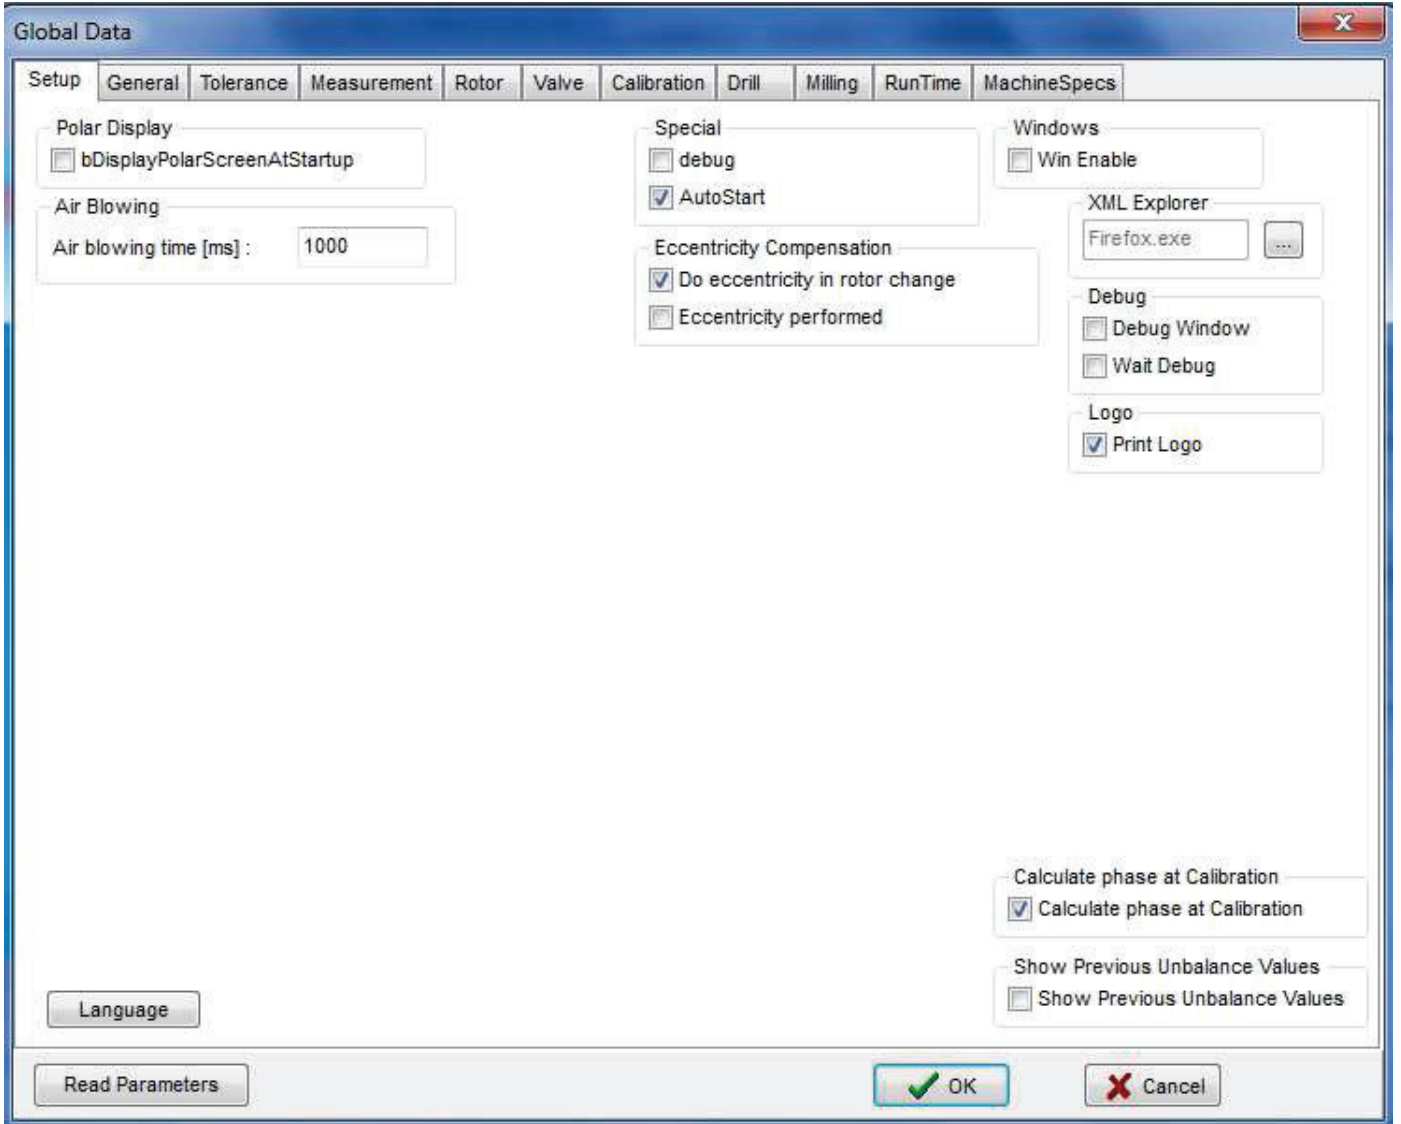 Global Data
Setup General Tolerance Measurement Rotor Valve Calibration Drill Milling RunTime MachineSpecs
Polar Display
bDisplayPolarScreenAtStartup
Air Blowing
Air blowing time [ms] : 1000
Special
debug
AutoStart
Eccentricity Compensation
Do eccentricity in rotor change
Eccentricity performed
Windows
Win Enable
XML Explorer
Firefox.exe ...
Debug
Debug Window
Wait Debug
Logo
Print Logo
Calculate phase at Calibration
Calculate phase at Calibration
Show Previous Unbalance Values
Show Previous Unbalance Values
Language
Read Parameters OK Cancel